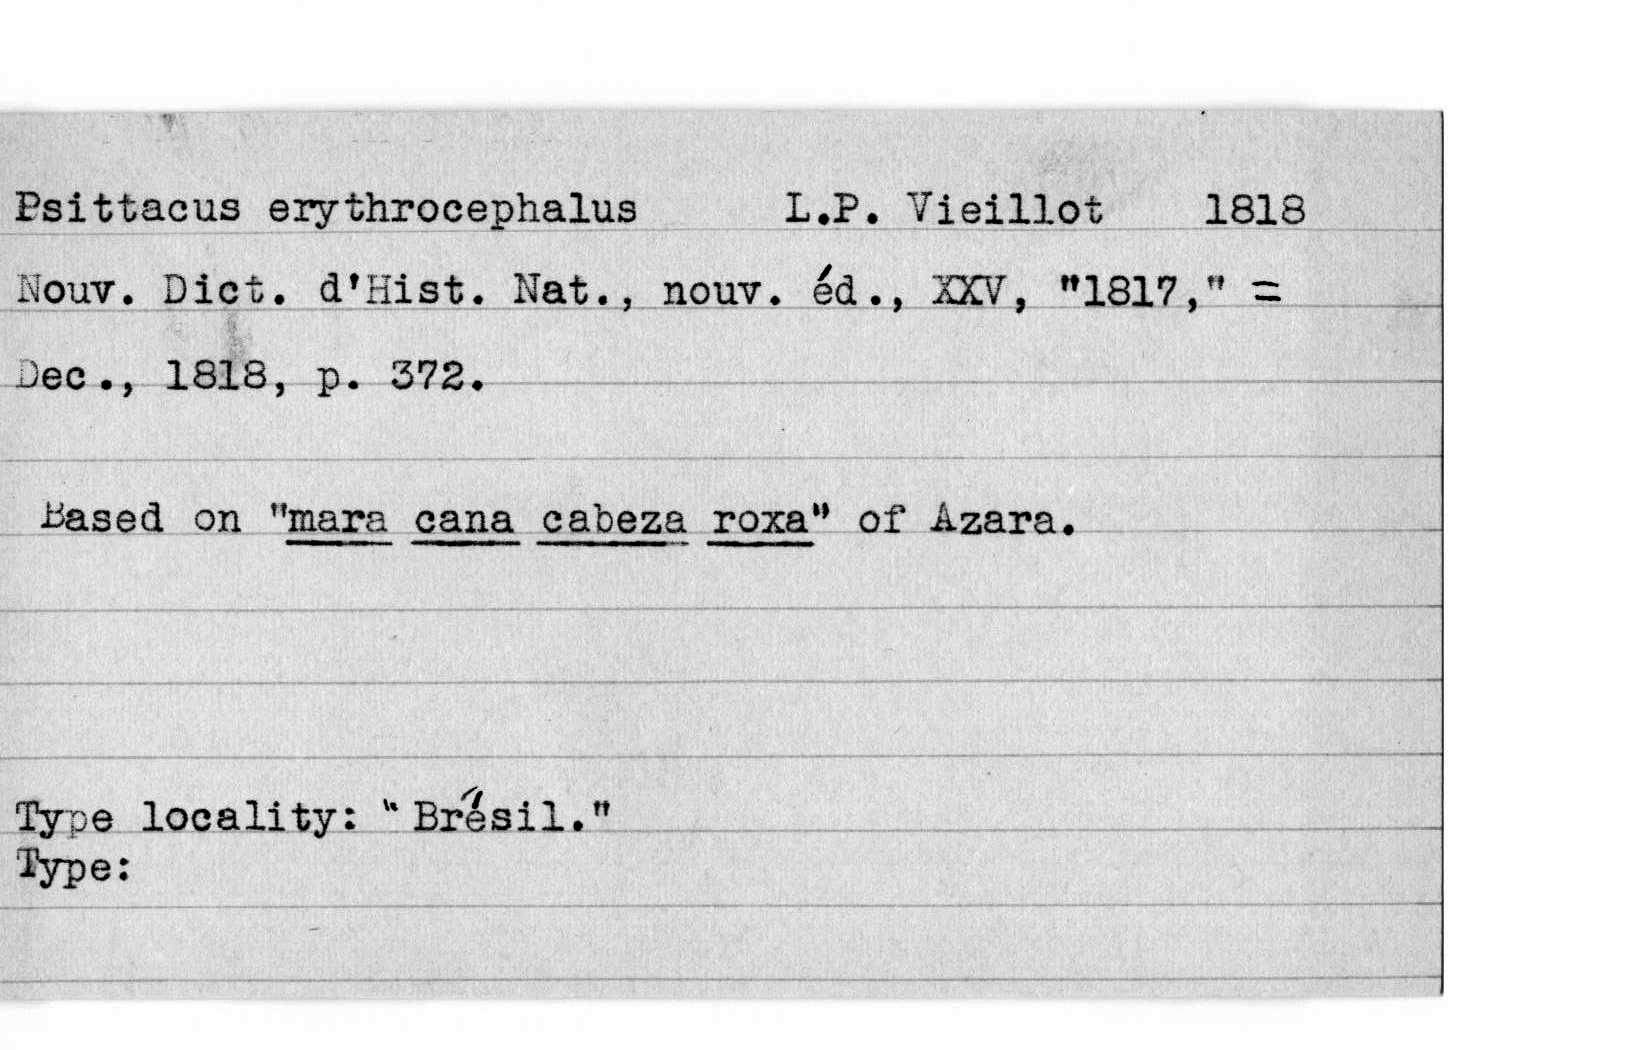 Psittacus erythrocephalus L.P. Vieillot 1818
Nouv. Dict. d'Hist. Nat., nouv. éd., XXV, "1817," =
Dec., 1818, p. 372.
Based on "mara cana cabeza roxa" of Azara.
Type locality: "Brésil."
Type: